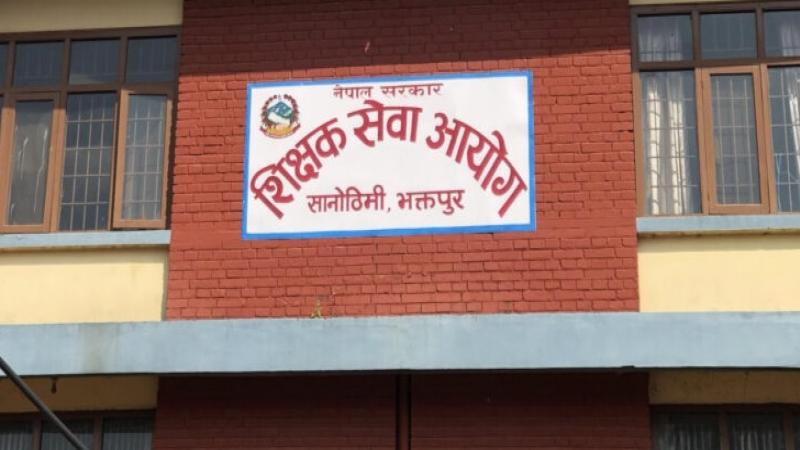 नेपाल सरकार
शिक्षक सेवा आयोग
सानोठिमी, भक्तपुर